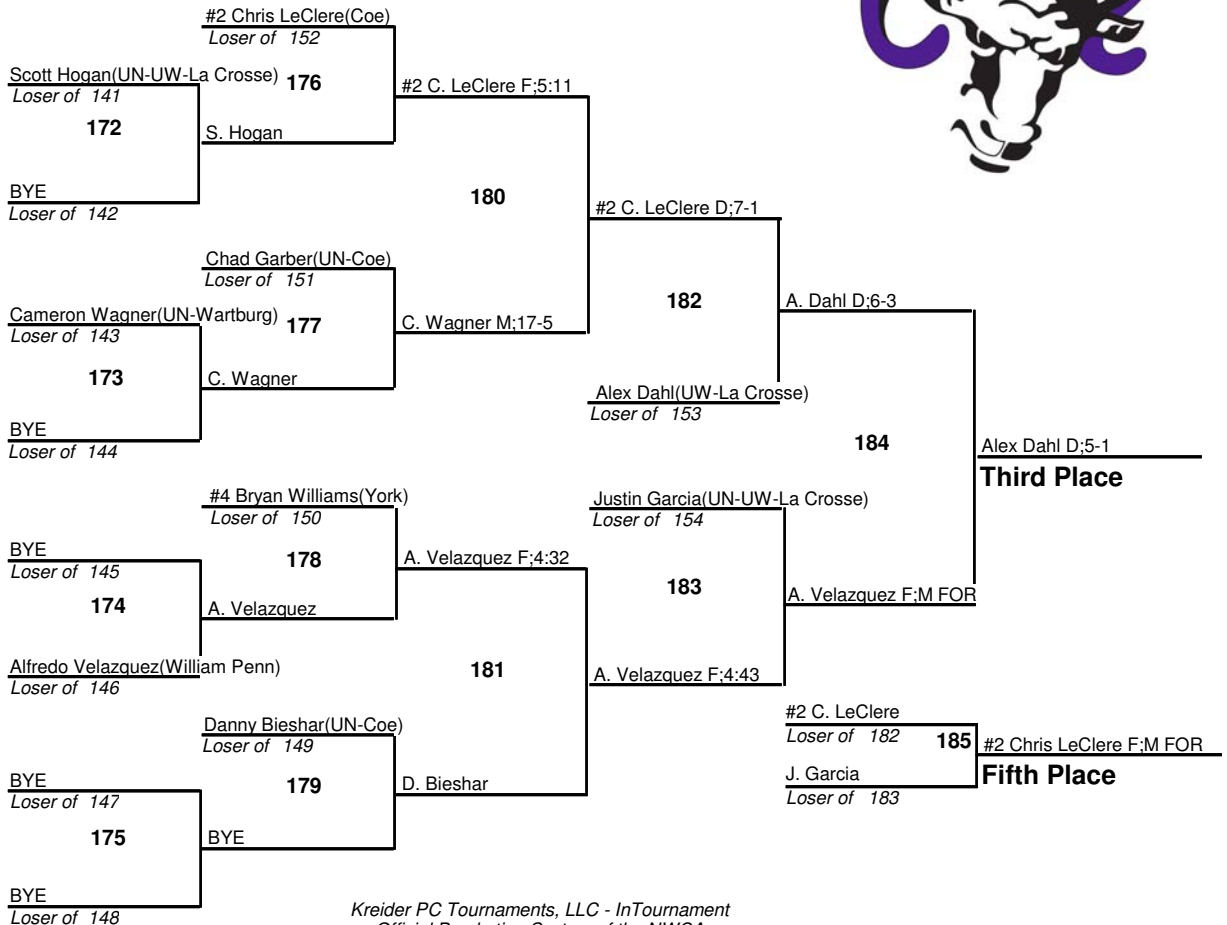 #2 Chris LeClere(Coe)
Loser of 152
Scott Hogan(UN-UW-La Crosse)
176
Loser of 141
#2 C. LeClere F;5:11
172
S. Hogan
BYE
180
Loser of 142
#2 C. LeClere D;7-1
Chad Garber(UN-Coe)
Loser of 151
182
A. Dahl D;6-3
Cameron Wagner(UN-Wartburg)
177
C. Wagner M;17-5
Loser of 143
173
C. Wagner
Alex Dahl(UW-La Crosse)
Loser of 153
BYE
184
Loser of 144
Alex Dahl D;5-1
Third Place
#4 Bryan Williams(York)
Justin Garcia(UN-UW-La Crosse)
Loser of 150
Loser of 154
BYE
178
A. Velazquez F;4:32
Loser of 145
183
A. Velazquez F;M FOR
174
A. Velazquez
Alfredo Velazquez(William Penn)
181
A. Velazquez F;4:43
Loser of 146
#2 C. LeClere
Danny Bieshar(UN-Coe)
Loser of 182
185
#2 Chris LeClere F;M FOR
Loser of 149
J. Garcia
Fifth Place
BYE
179
D. Bieshar
Loser of 147
Loser of 183
175
BYE
BYE
Loser of 148
Kreider PC Tournaments, LLC - InTournament